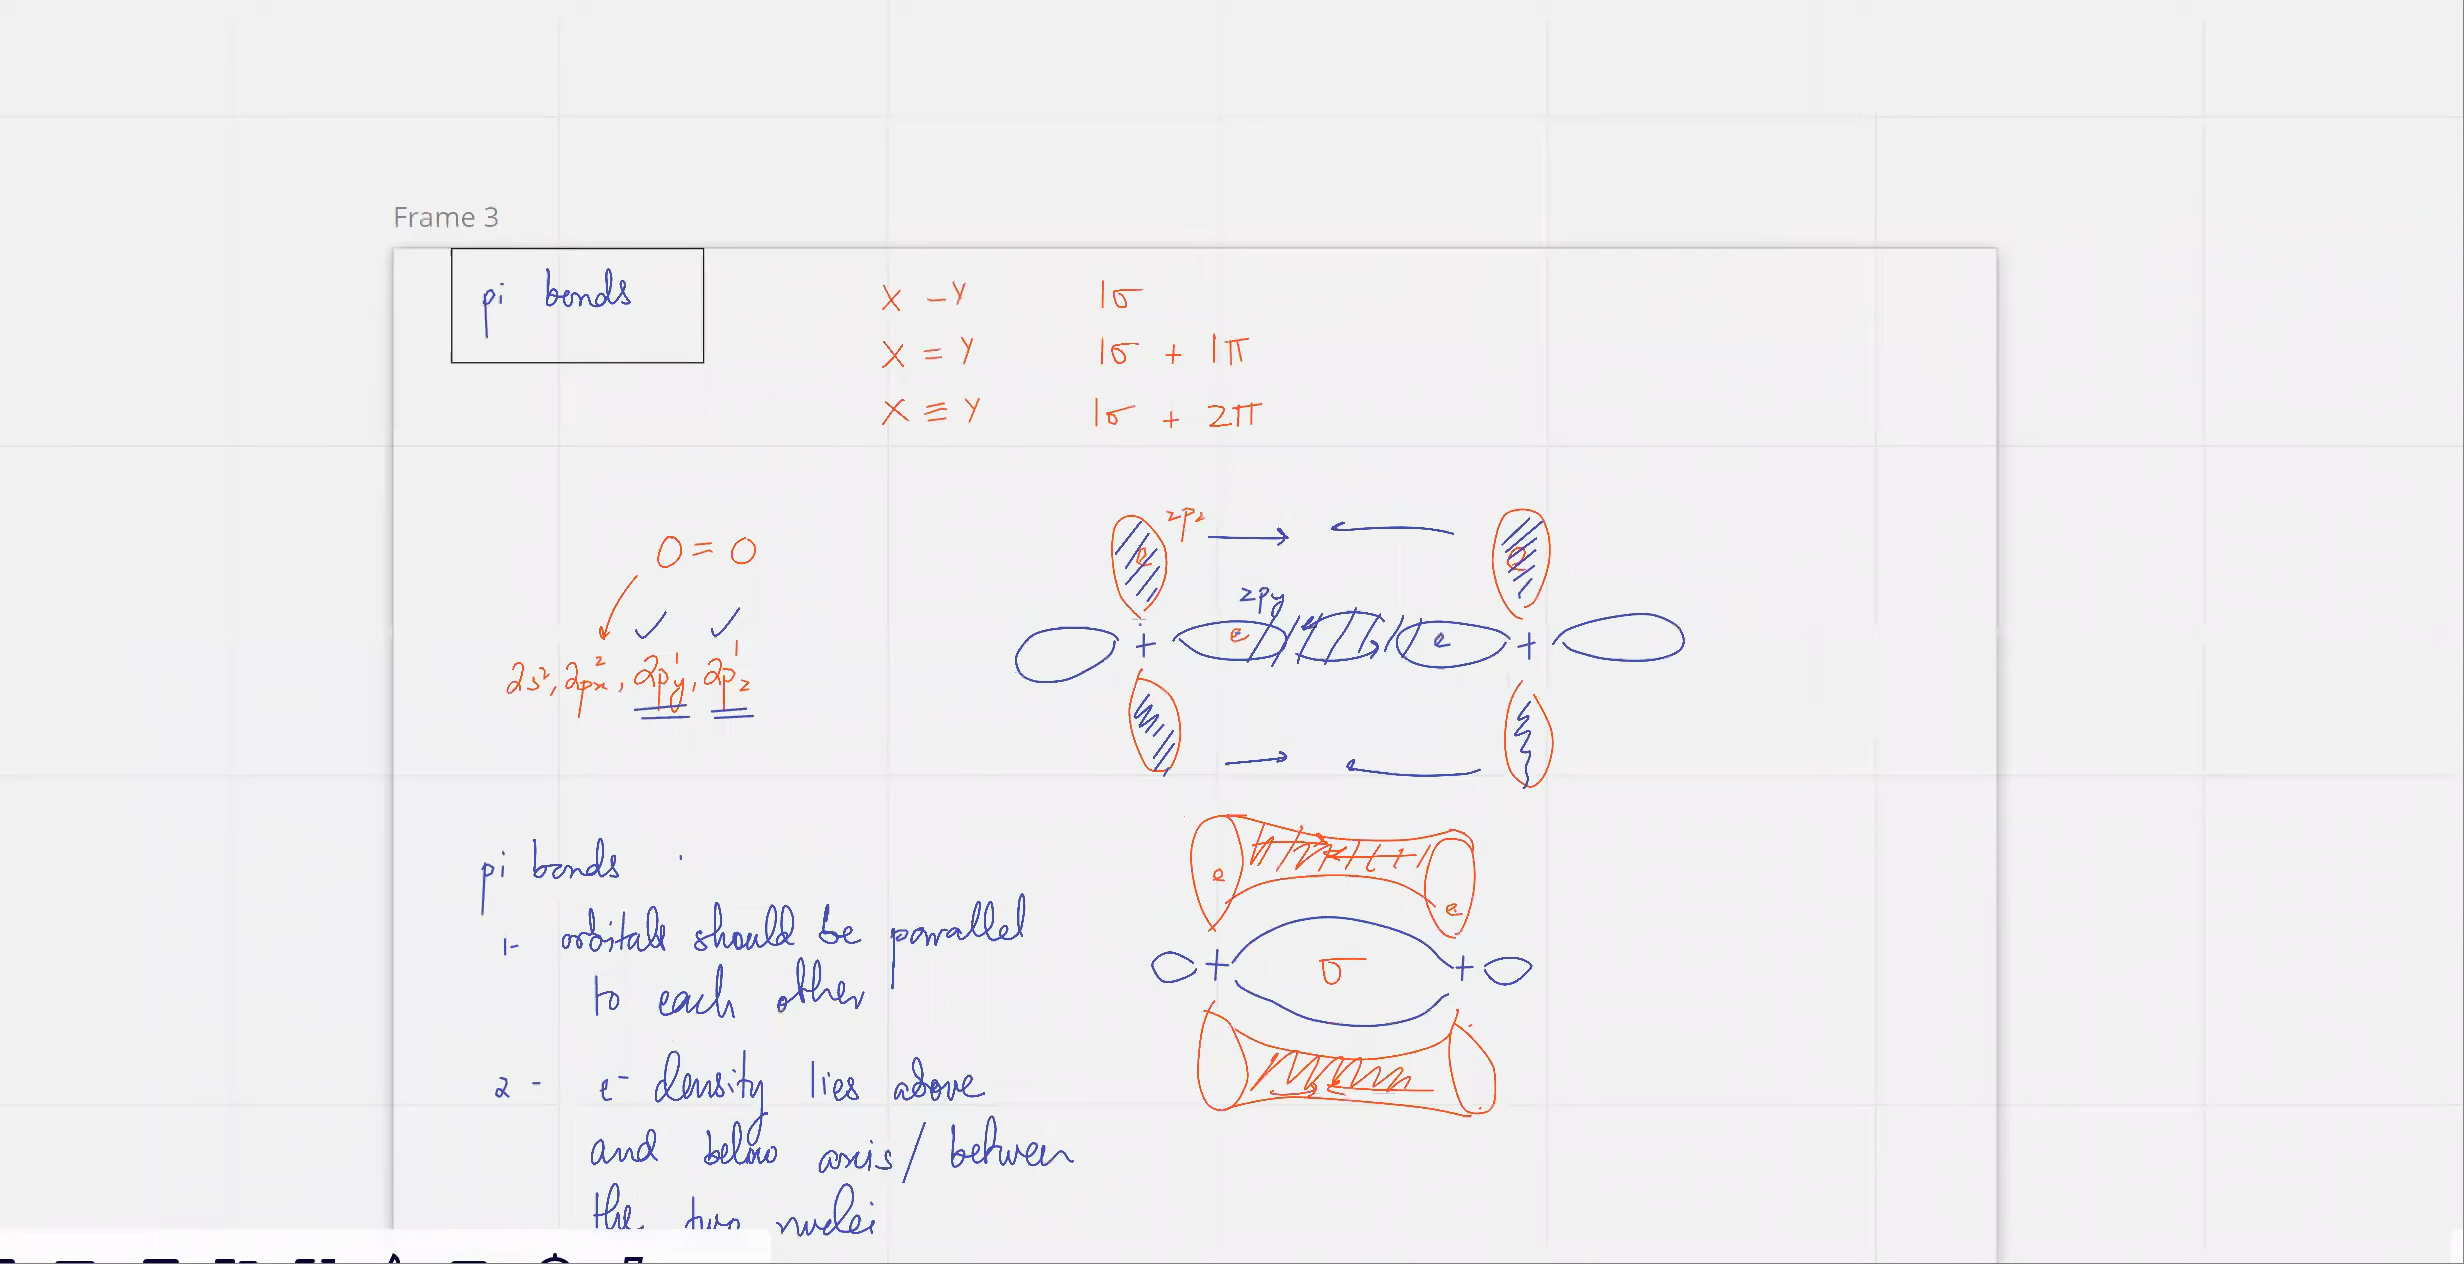 Frame 3
pi bonds
X - Y 1σ
X = Y 1σ + 1π
X ≡ Y 1σ + 2π
O = O
2s², 2px², 2py¹, 2pz¹
2pz
e
e
2py
e
e
+
+
pi bonds
1- orbitals should be parallel
to each other
2 - e⁻ density lies above
and below axis / between
the two nuclei
e
e
+ σ +